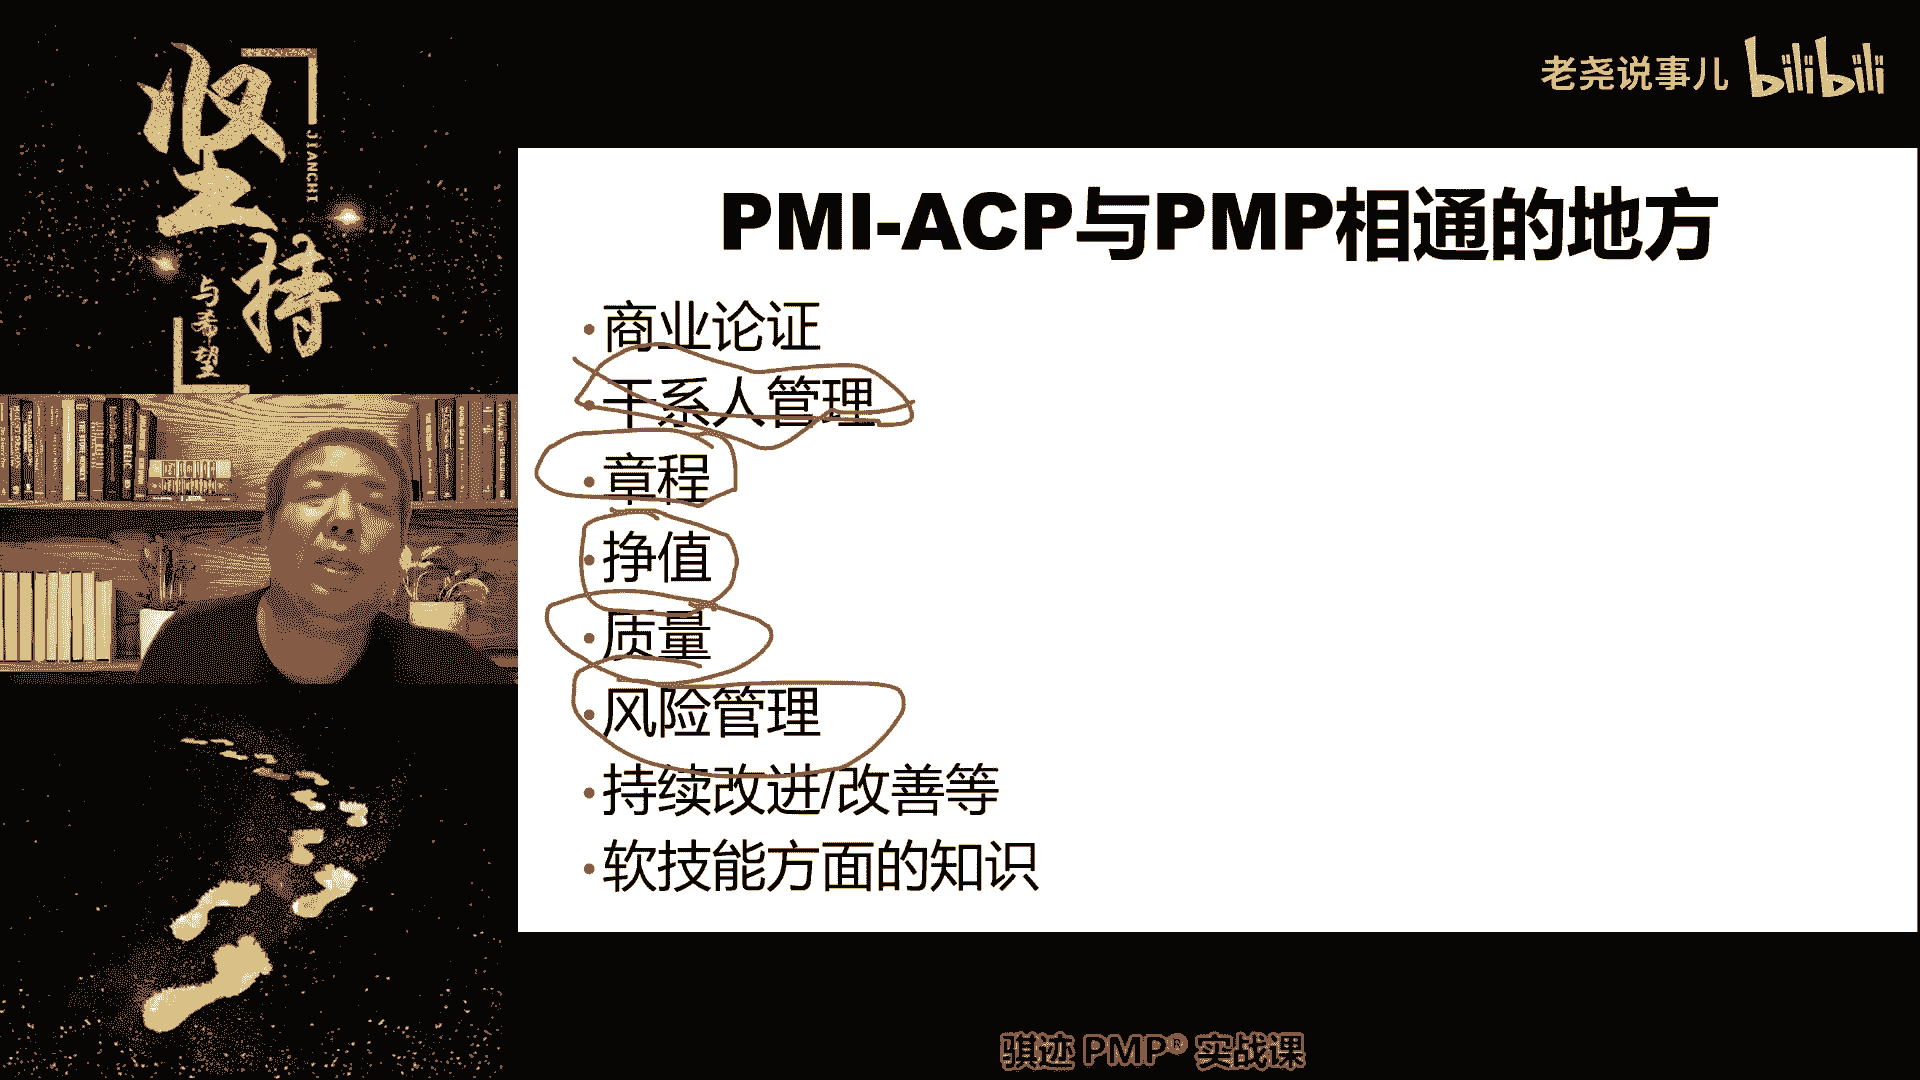 坚持
JIANCHI
与希望
老尧说事儿 bilibili
PMI-ACP与PMP相通的地方
•商业论证
•干系人管理
•章程
•挣值
•质量
•风险管理
•持续改进/改善等
•软技能方面的知识
骐迹 PMP® 实战课